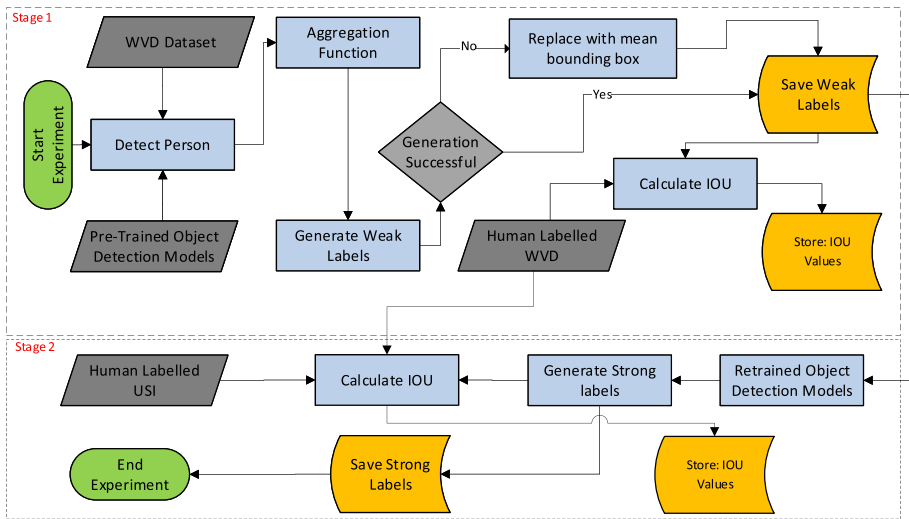 Stage 1
WVD Dataset
Start
Experiment
Detect Person
Pre-Trained Object
Detection Models
Aggregation
Function
Generate Weak
Labels
Generation
Successful
No
Yes
Replace with mean
bounding box
Save Weak
Labels
Calculate IOU
Human Labelled
WVD
Store: IOU
Values
Stage 2
Human Labelled
USI
Calculate IOU
Generate Strong
labels
Retrained Object
Detection Models
End
Experiment
Save Strong
Labels
Store: IOU
Values